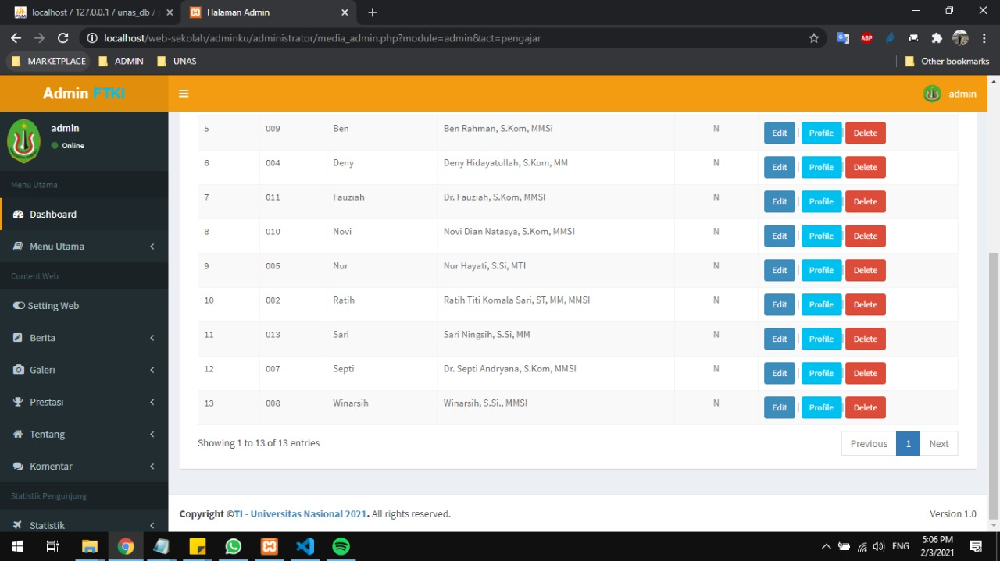 localhost / 127.0.0.1 / unas_db /
Halaman Admin
localhost/web-sekolah/adminku/administrator/media_admin.php?module=admin&act=pengajar
ABP
MARKETPLACE ADMIN UNAS Other bookmarks
Admin FTKI
admin
admin
Online
Menu Utama
Dashboard
Menu Utama
Content Web
Setting Web
Berita
Galeri
Prestasi
Tentang
Komentar
Statistik Pengunjung
Statistik
5 009 Ben Ben Rahman, S.Kom, MMSi N Edit | Profile | Delete
6 004 Deny Deny Hidayatullah, S.Kom, MM N Edit | Profile | Delete
7 011 Fauziah Dr. Fauziah, S.Kom, MMSI N Edit | Profile | Delete
8 010 Novi Novi Dian Natasya, S.Kom, MMSI N Edit | Profile | Delete
9 005 Nur Nur Hayati, S.Si, MTI N Edit | Profile | Delete
10 002 Ratih Ratih Titi Komala Sari, ST, MM, MMSI N Edit | Profile | Delete
11 013 Sari Sari Ningsih, S.Si, MM N Edit | Profile | Delete
12 007 Septi Dr. Septi Andryana, S.Kom, MMSI N Edit | Profile | Delete
13 008 Winarsih Winarsih, S.Si., MMSI N Edit | Profile | Delete
Showing 1 to 13 of 13 entries
Previous 1 Next
Copyright ©TI - Universitas Nasional 2021. All rights reserved.
Version 1.0
ENG
5:06 PM
2/3/2021